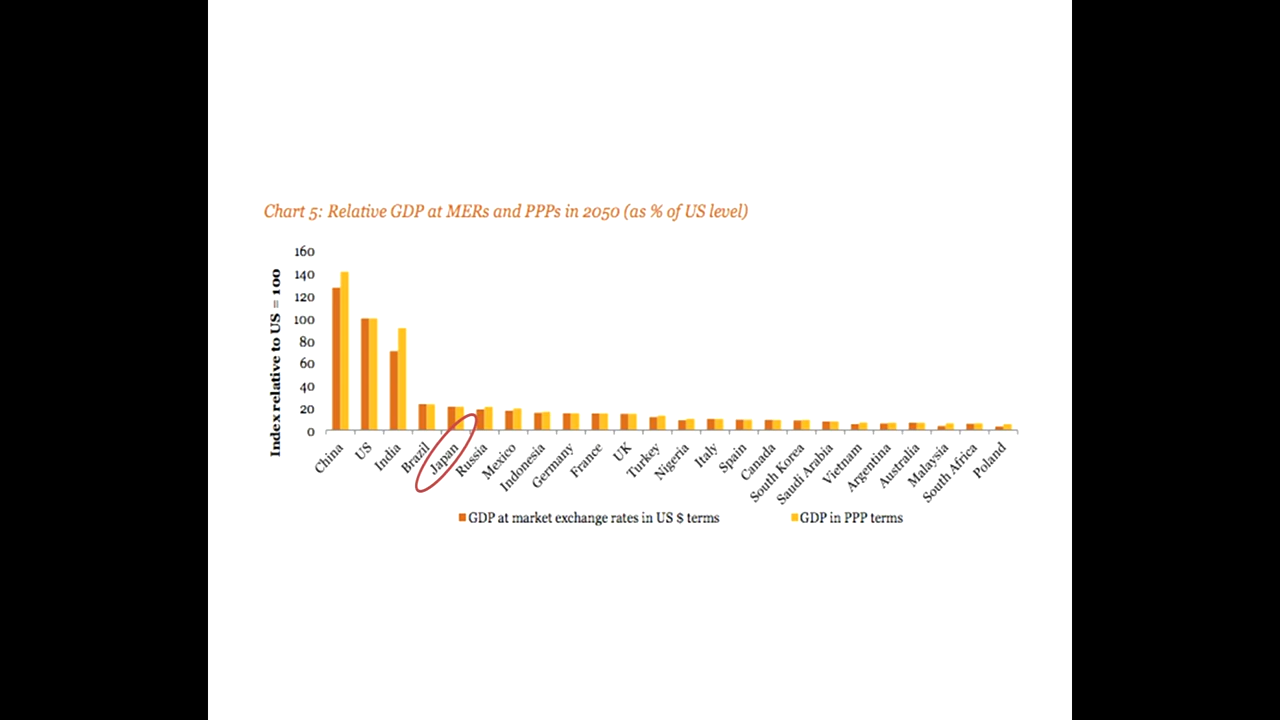 Chart 5: Relative GDP at MERs and PPPs in 2050 (as % of US level)
Index relative to US = 100
160
140
120
100
80
60
40
20
0
China
US
India
Brazil
Japan
Russia
Mexico
Indonesia
Germany
France
UK
Turkey
Nigeria
Italy
Spain
Canada
South Korea
Saudi Arabia
Vietnam
Argentina
Australia
Malaysia
South Africa
Poland
GDP at market exchange rates in US $ terms
GDP in PPP terms